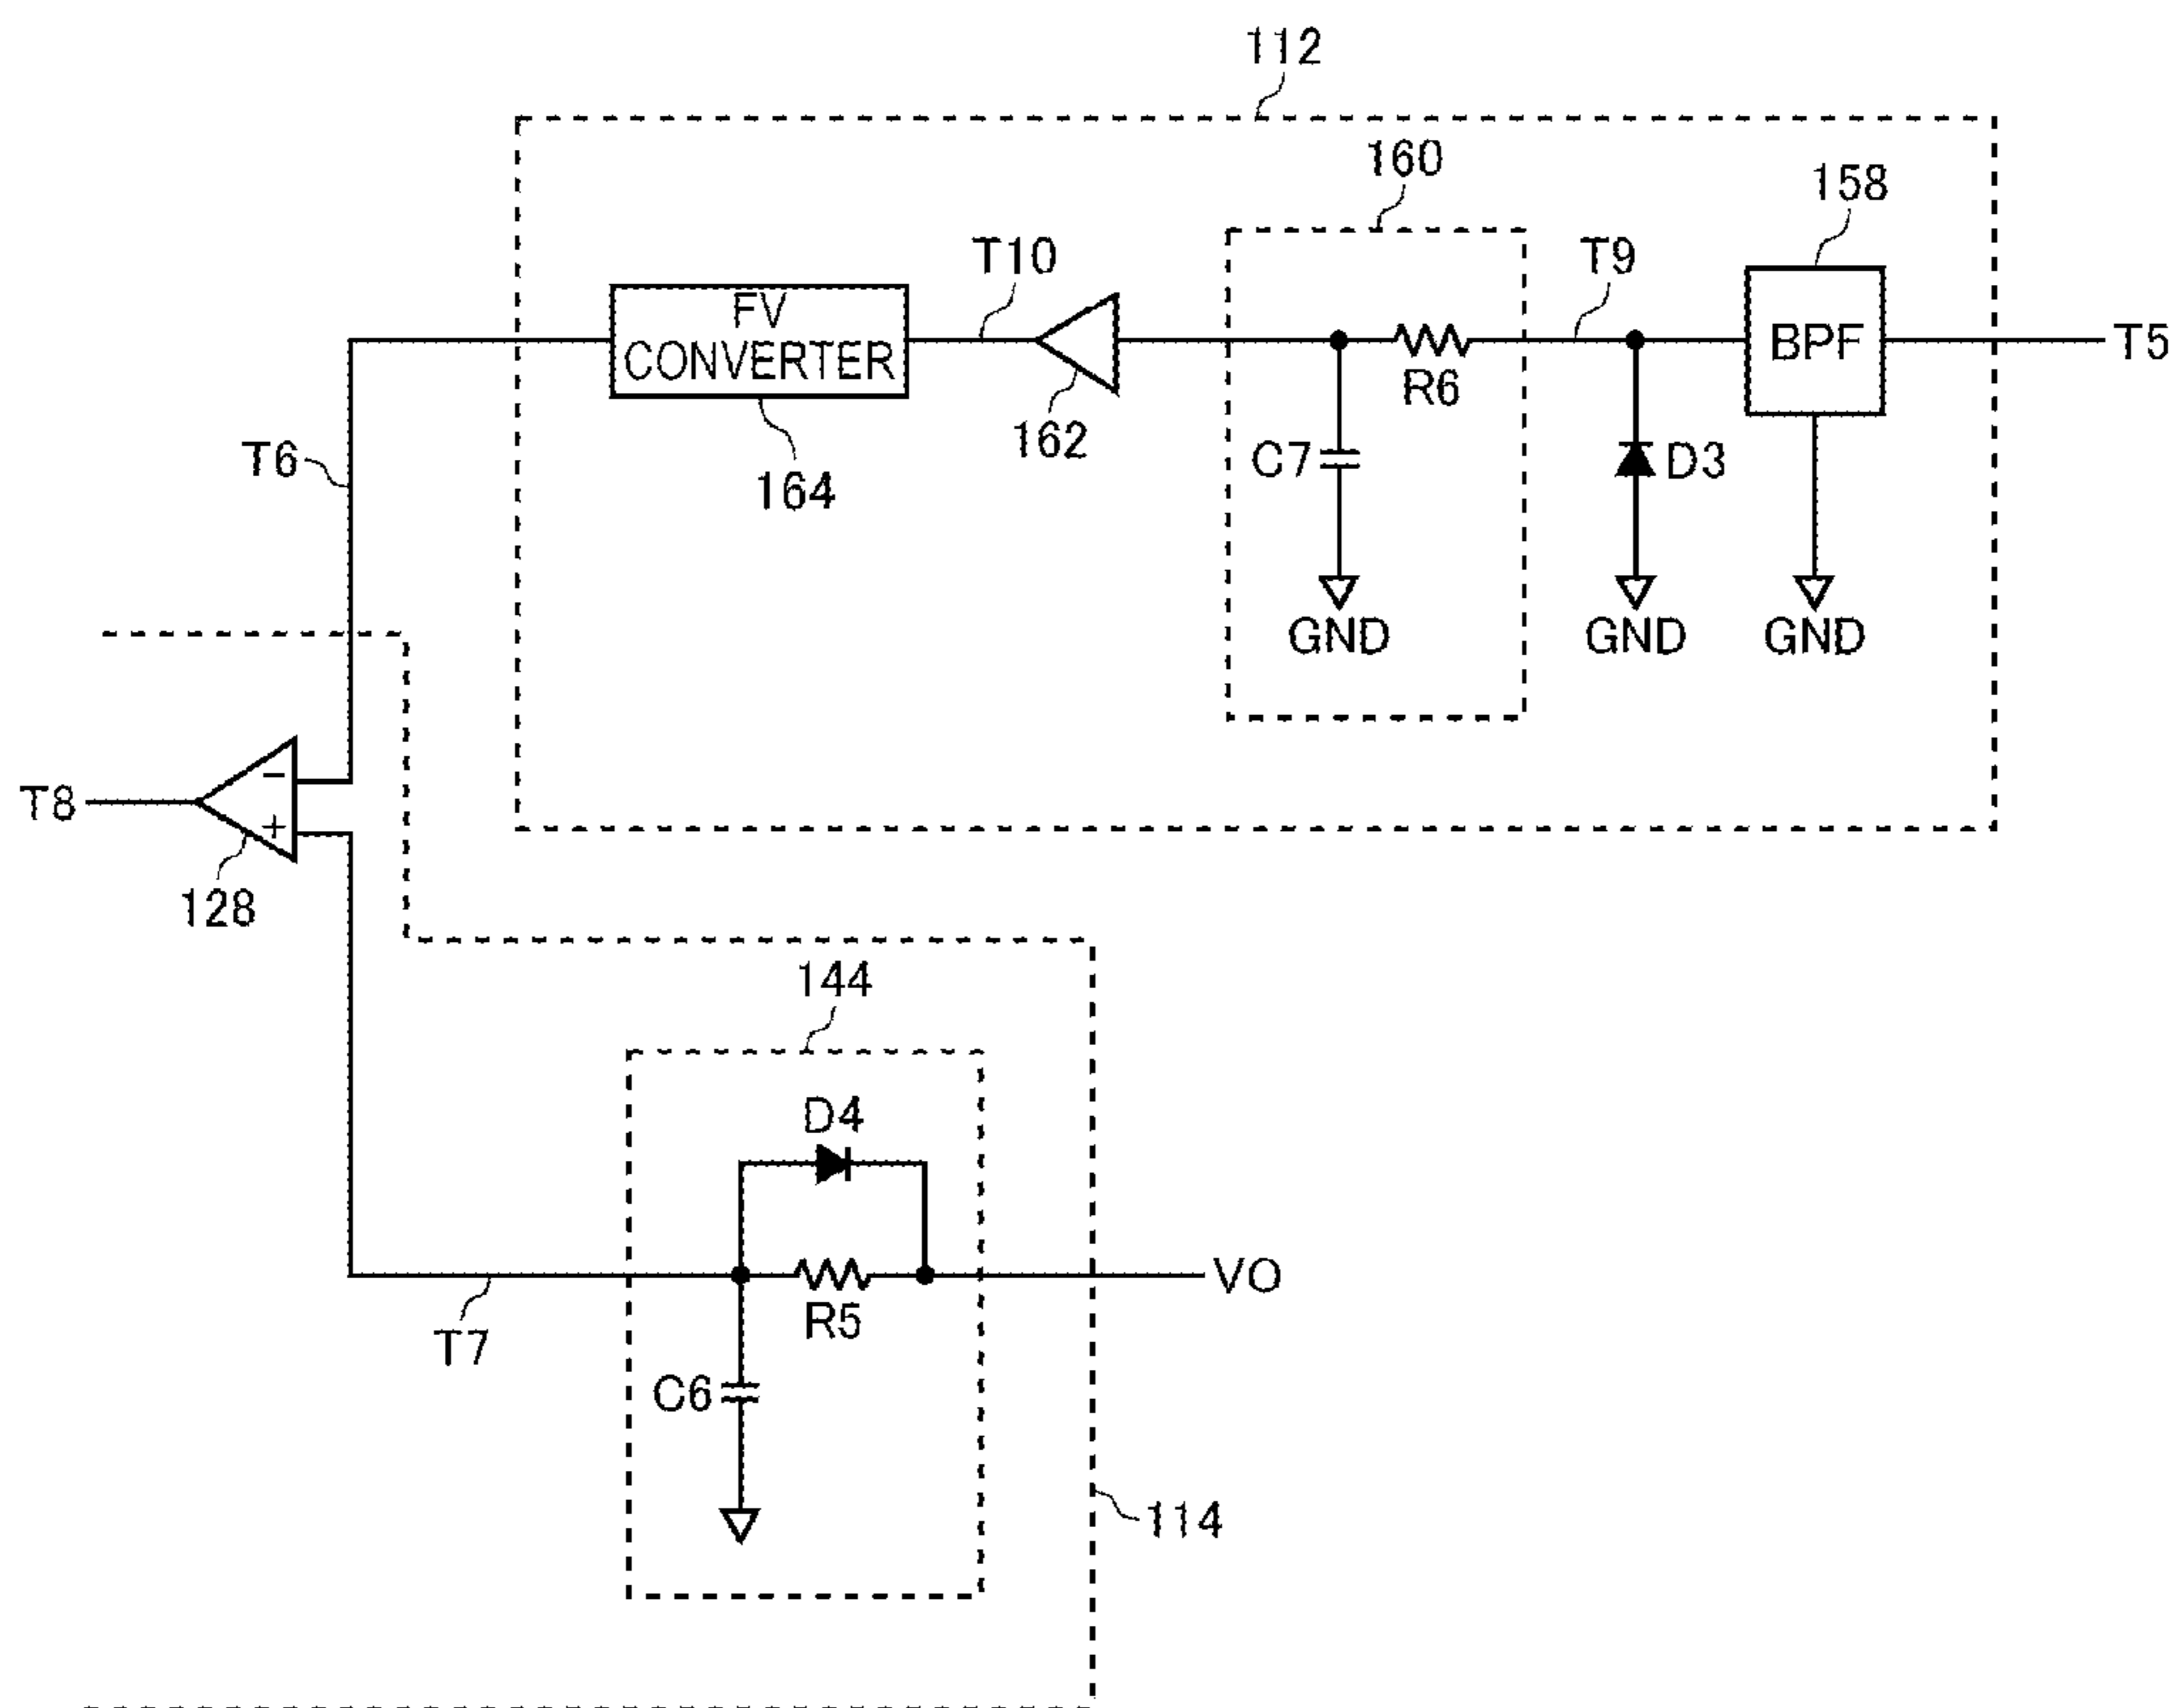 112
160
158
T10
T9
FV
CONVERTER
BPF
T5
R6
162
C7
D3
T6
164
GND
GND
GND
−
T8
+
128
144
D4
VO
R5
T7
C6
114